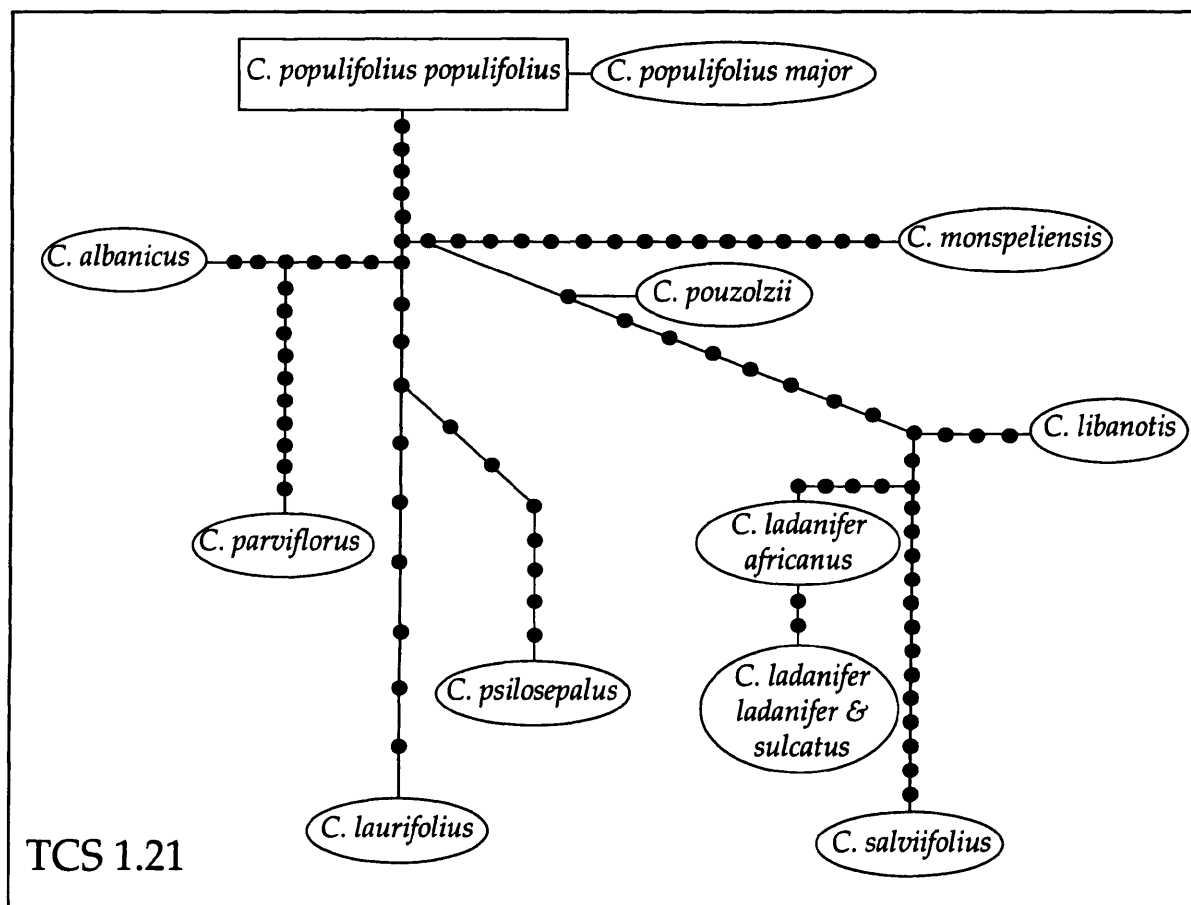 C. populifolius populifolius
C. populifolius major
C. albanicus
C. monspeliensis
C. pouzolzii
C. libanotis
C. parviflorus
C. ladanifer
africanus
C. psilosepalus
C. ladanifer
ladanifer &
sulcatus
C. laurifolius
C. salviifolius
TCS 1.21